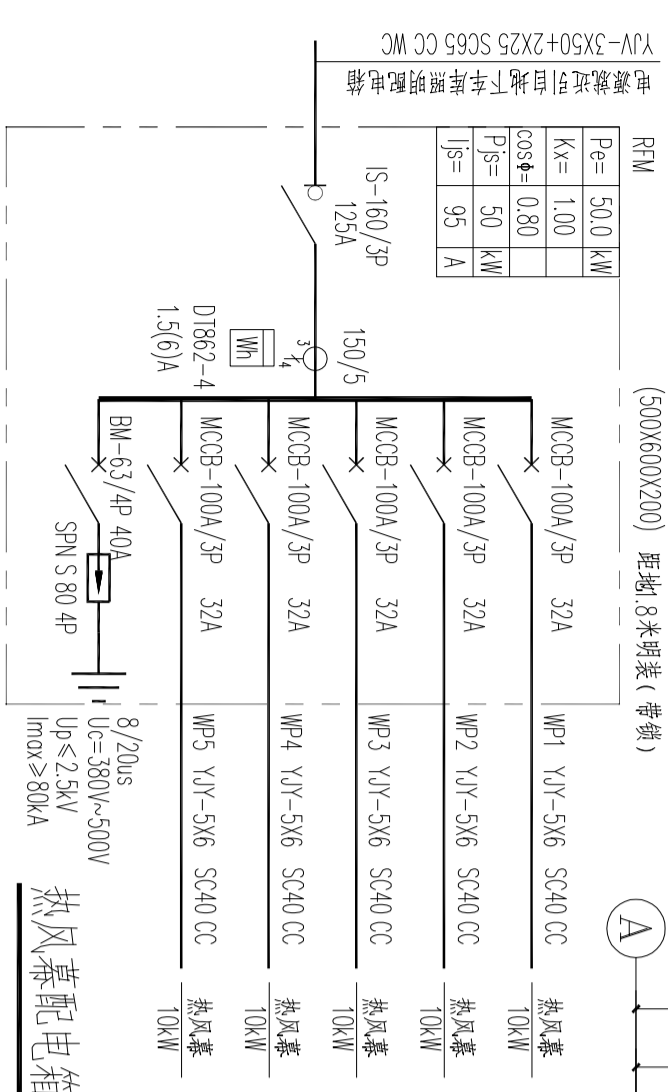 电源就近引自地下车库照明配电箱
YJV-3X50+2X25 SC65 CC WC
RFM
Pe= 50.0 kW
Kx= 1.00
cosφ= 0.80
Pjs= 50 kW
Ijs= 95 A
(500X600X200) 距地1.8米明装(带锁)
IS-160/3P
125A
150/5
3
4
Wh
DT862-4
1.5(6)A
MCCB-100A/3P 32A WP1 YJY-5X6 SC40 CC 热风幕
10kW
MCCB-100A/3P 32A WP2 YJY-5X6 SC40 CC 热风幕
10kW
MCCB-100A/3P 32A WP3 YJY-5X6 SC40 CC 热风幕
10kW
MCCB-100A/3P 32A WP4 YJY-5X6 SC40 CC 热风幕
10kW
MCCB-100A/3P 32A WP5 YJY-5X6 SC40 CC 热风幕
10kW
BM-63/4P 40A
SPN S 80 4P
8/20us
Uc=380V~500V
Up≤2.5kV
Imax≥80kA
A
热风幕配电箱